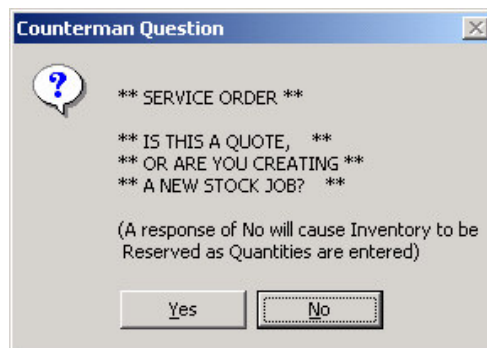 Counterman Question
** SERVICE ORDER **
** IS THIS A QUOTE,   **
** OR ARE YOU CREATING **
** A NEW STOCK JOB?   **
(A response of No will cause Inventory to be
Reserved as Quantities are entered)
Yes
No